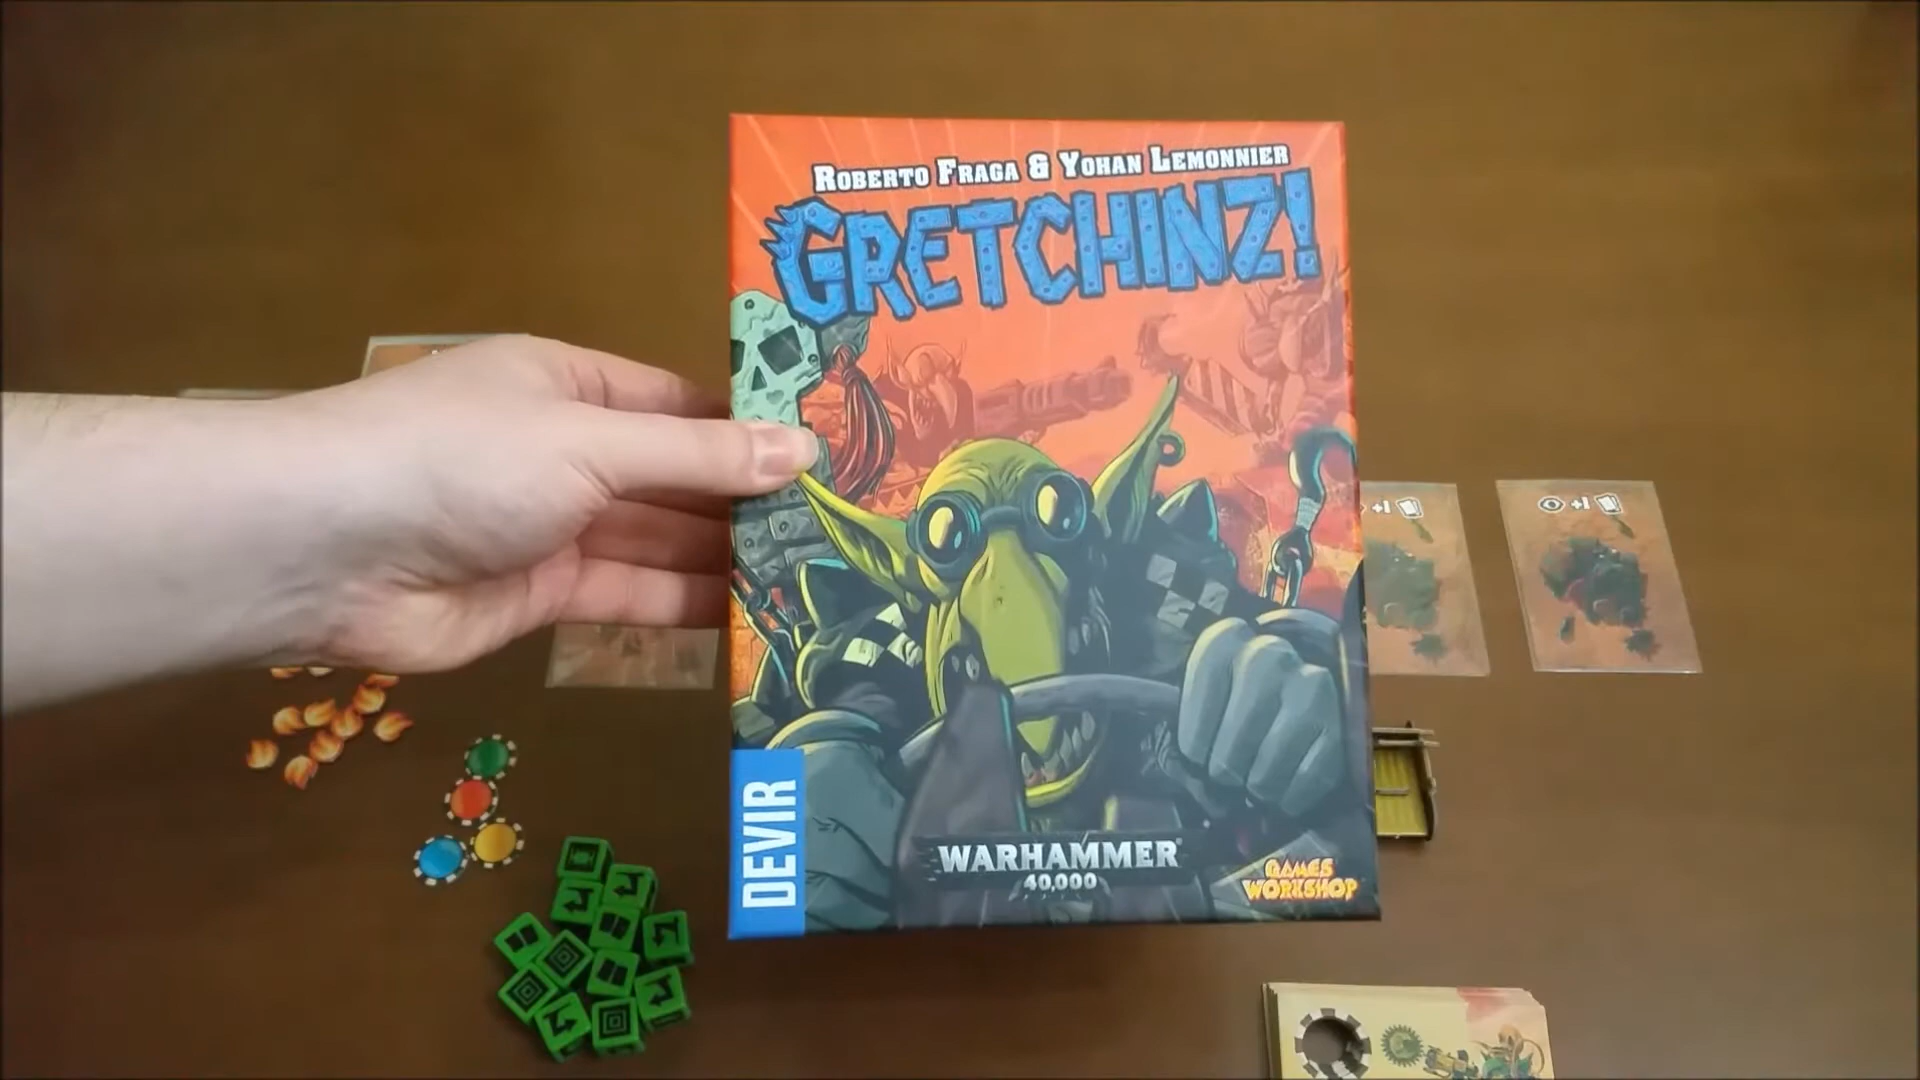 ROBERTO FRAGA & YOHAN LEMONNIER
GRETCHINZ!
+1
+1
DEVIR
WARHAMMER
40,000
GAMES
WORKSHOP